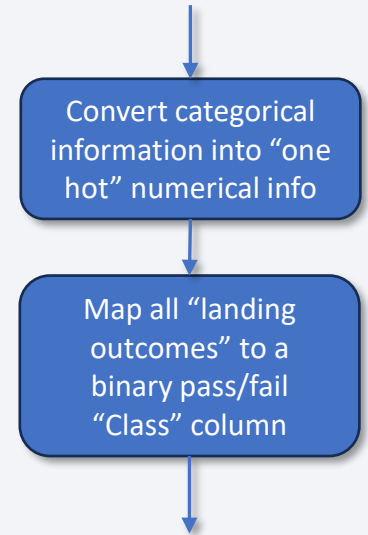 Convert categorical
information into “one
hot” numerical info
Map all “landing
outcomes” to a
binary pass/fail
“Class” column